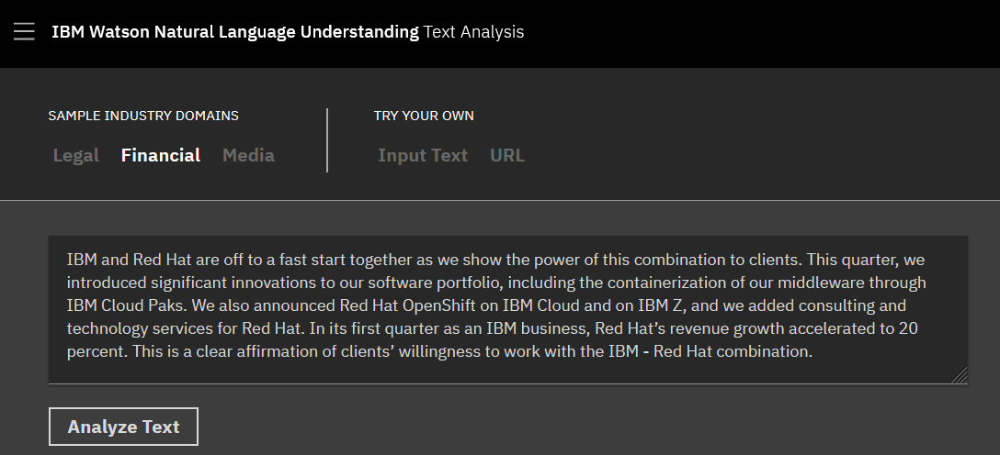 IBM Watson Natural Language Understanding Text Analysis
SAMPLE INDUSTRY DOMAINS
Legal Financial Media
TRY YOUR OWN
Input Text URL
IBM and Red Hat are off to a fast start together as we show the power of this combination to clients. This quarter, we
introduced significant innovations to our software portfolio, including the containerization of our middleware through
IBM Cloud Paks. We also announced Red Hat OpenShift on IBM Cloud and on IBM Z, and we added consulting and
technology services for Red Hat. In its first quarter as an IBM business, Red Hat’s revenue growth accelerated to 20
percent. This is a clear affirmation of clients’ willingness to work with the IBM - Red Hat combination.
Analyze Text